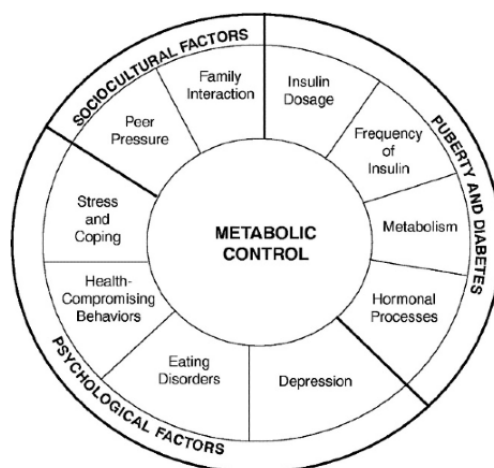 SOCIOCULTURAL FACTORS
Family
Interaction
Peer
Pressure
PUBERTY AND DIABETES
Insulin
Dosage
Frequency
of
Insulin
Metabolism
Hormonal
Processes
METABOLIC
CONTROL
PSYCHOLOGICAL FACTORS
Stress
and
Coping
Health-
Compromising
Behaviors
Eating
Disorders
Depression